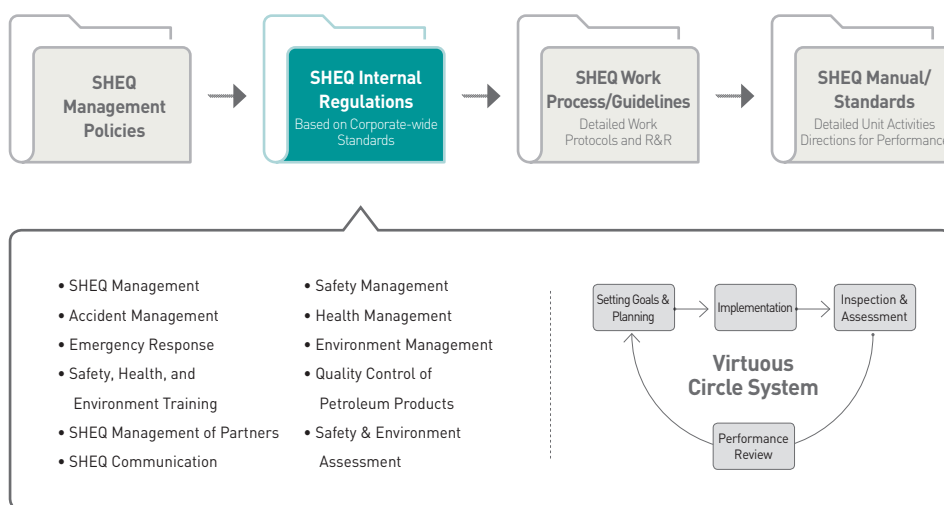 SHEQ
Management
Policies
SHEQ Internal
Regulations
Based on Corporate-wide
Standards
SHEQ Work
Process/Guidelines
Detailed Work
Protocols and R&R
SHEQ Manual/
Standards
Detailed Unit Activities
Directions for Performance
• SHEQ Management
• Accident Management
• Emergency Response
• Safety, Health, and
Environment Training
• SHEQ Management of Partners
• SHEQ Communication
• Safety Management
• Health Management
• Environment Management
• Quality Control of
Petroleum Products
• Safety & Environment
Assessment
Setting Goals &
Planning
Implementation
Inspection &
Assessment
Virtuous
Circle System
Performance
Review